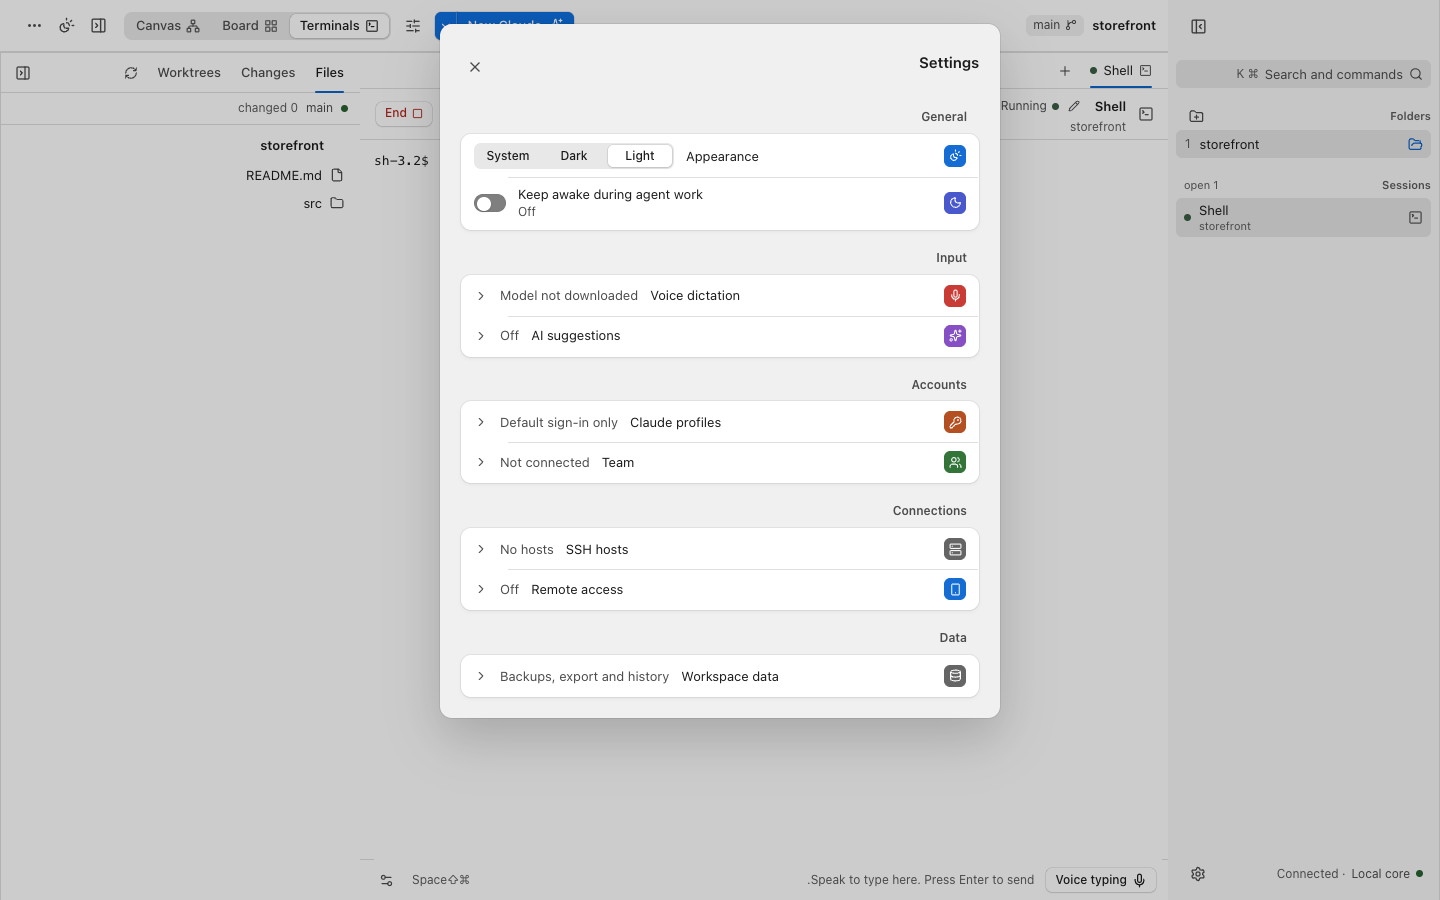 Canvas
Board
Terminals
main
storefront
Worktrees
Changes
Files
changed 0 main
storefront
README.md
src
End
sh-3.2$
Shell
Running
Shell
storefront
K ⌘ Search and commands
Folders
1 storefront
open 1
Sessions
Shell
storefront
Settings
General
System Dark Light Appearance
Keep awake during agent work
Off
Input
Model not downloaded Voice dictation
Off AI suggestions
Accounts
Default sign-in only Claude profiles
Not connected Team
Connections
No hosts SSH hosts
Off Remote access
Data
Backups, export and history Workspace data
Space⇧⌘
.Speak to type here. Press Enter to send
Voice typing
Connected · Local core